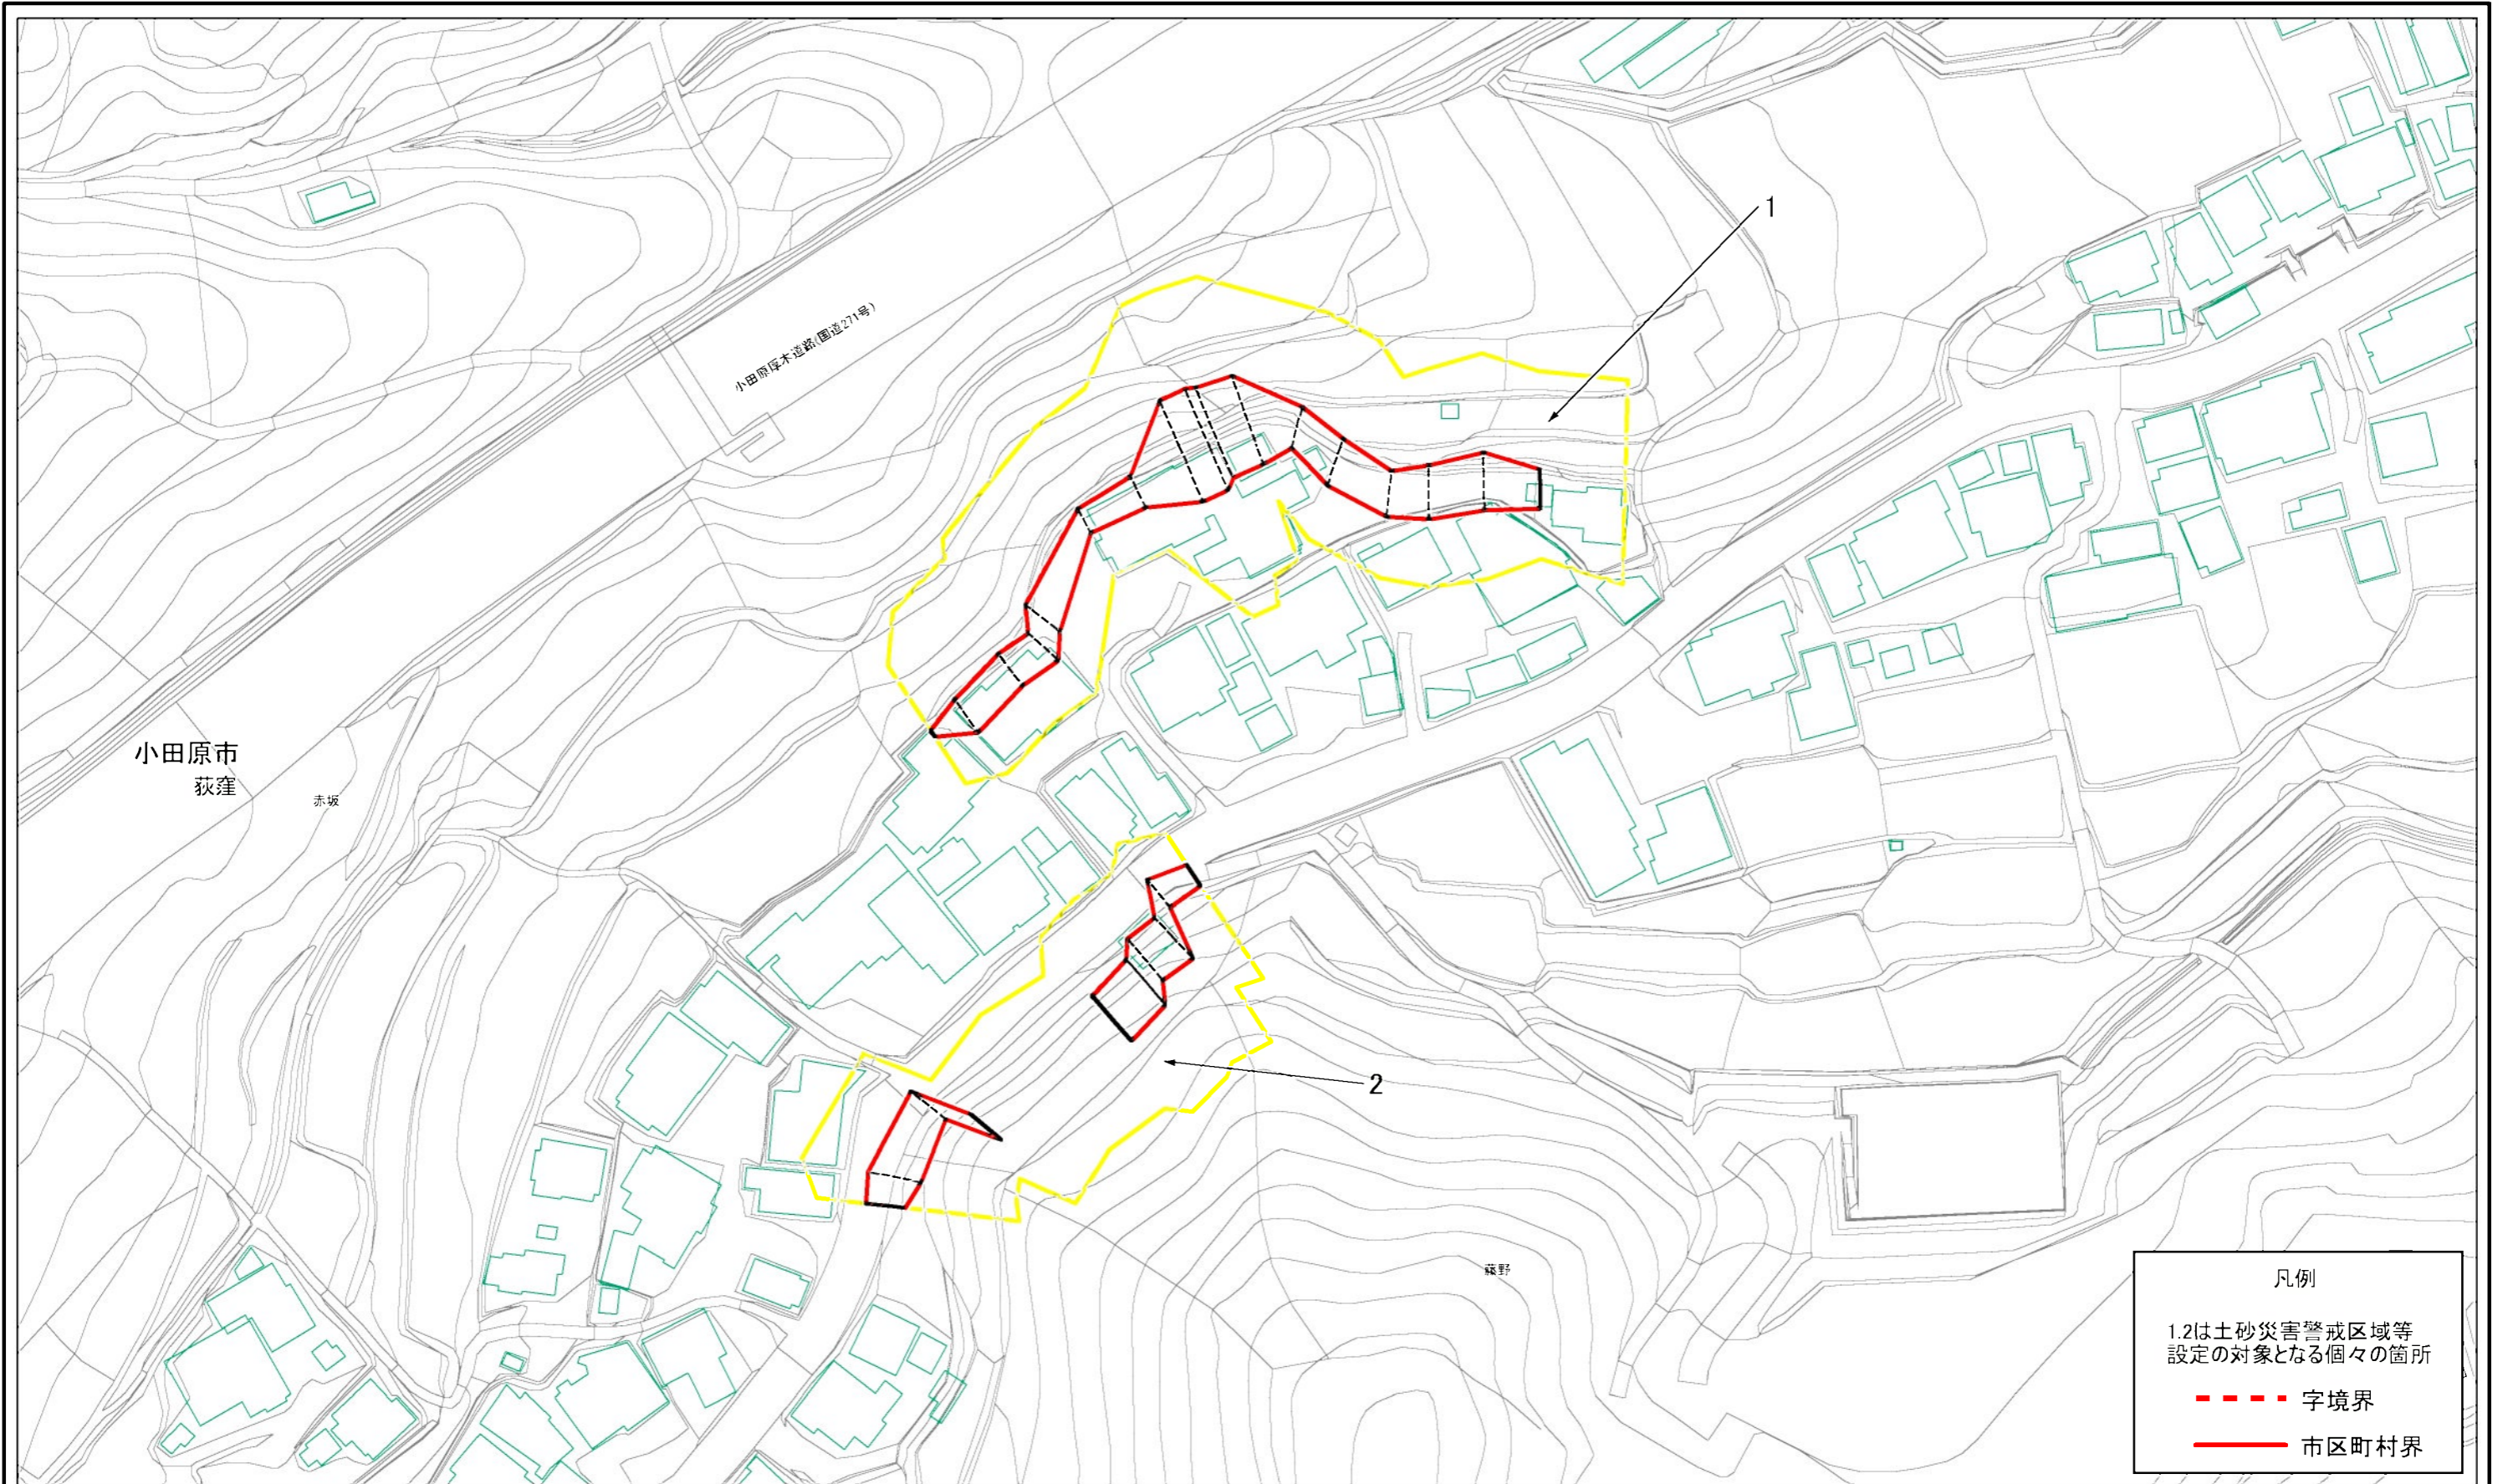 1
小田原厚木道路(国道271号)
小田原市
荻窪
赤坂
2
藤野
凡例
1.2は土砂災害警戒区域等
設定の対象となる個々の箇所
字境界
市区町村界